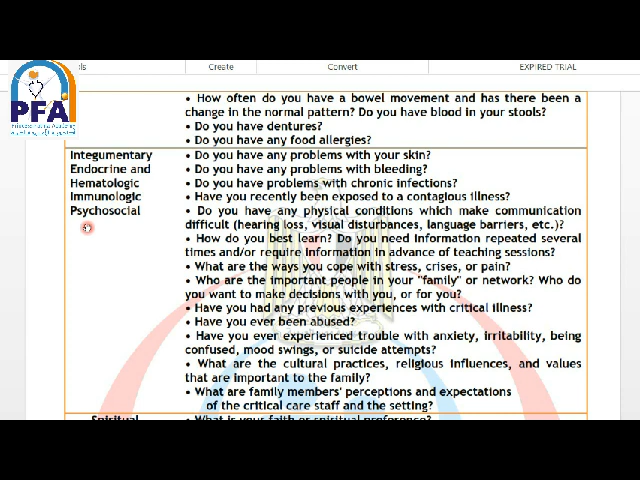 ols Create Convert EXPIRED TRIAL
PFA
• How often do you have a bowel movement and has there been a
change in the normal pattern? Do you have blood in your stools?
• Do you have dentures?
• Do you have any food allergies?
Integumentary • Do you have any problems with your skin?
Endocrine and • Do you have any problems with bleeding?
Hematologic • Do you have problems with chronic infections?
Immunologic • Have you recently been exposed to a contagious illness?
Psychosocial • Do you have any physical conditions which make communication
difficult (hearing loss, visual disturbances, language barriers, etc.)?
• How do you best learn? Do you need information repeated several
times and/or require information in advance of teaching sessions?
• What are the ways you cope with stress, crises, or pain?
• Who are the important people in your "family" or network? Who do
you want to make decisions with you, or for you?
• Have you had any previous experiences with critical illness?
• Have you ever been abused?
• Have you ever experienced trouble with anxiety, irritability, being
confused, mood swings, or suicide attempts?
• What are the cultural practices, religious influences, and values
that are important to the family?
• What are family members' perceptions and expectations
of the critical care staff and the setting?
Spiritual • What is your faith or spiritual preference?